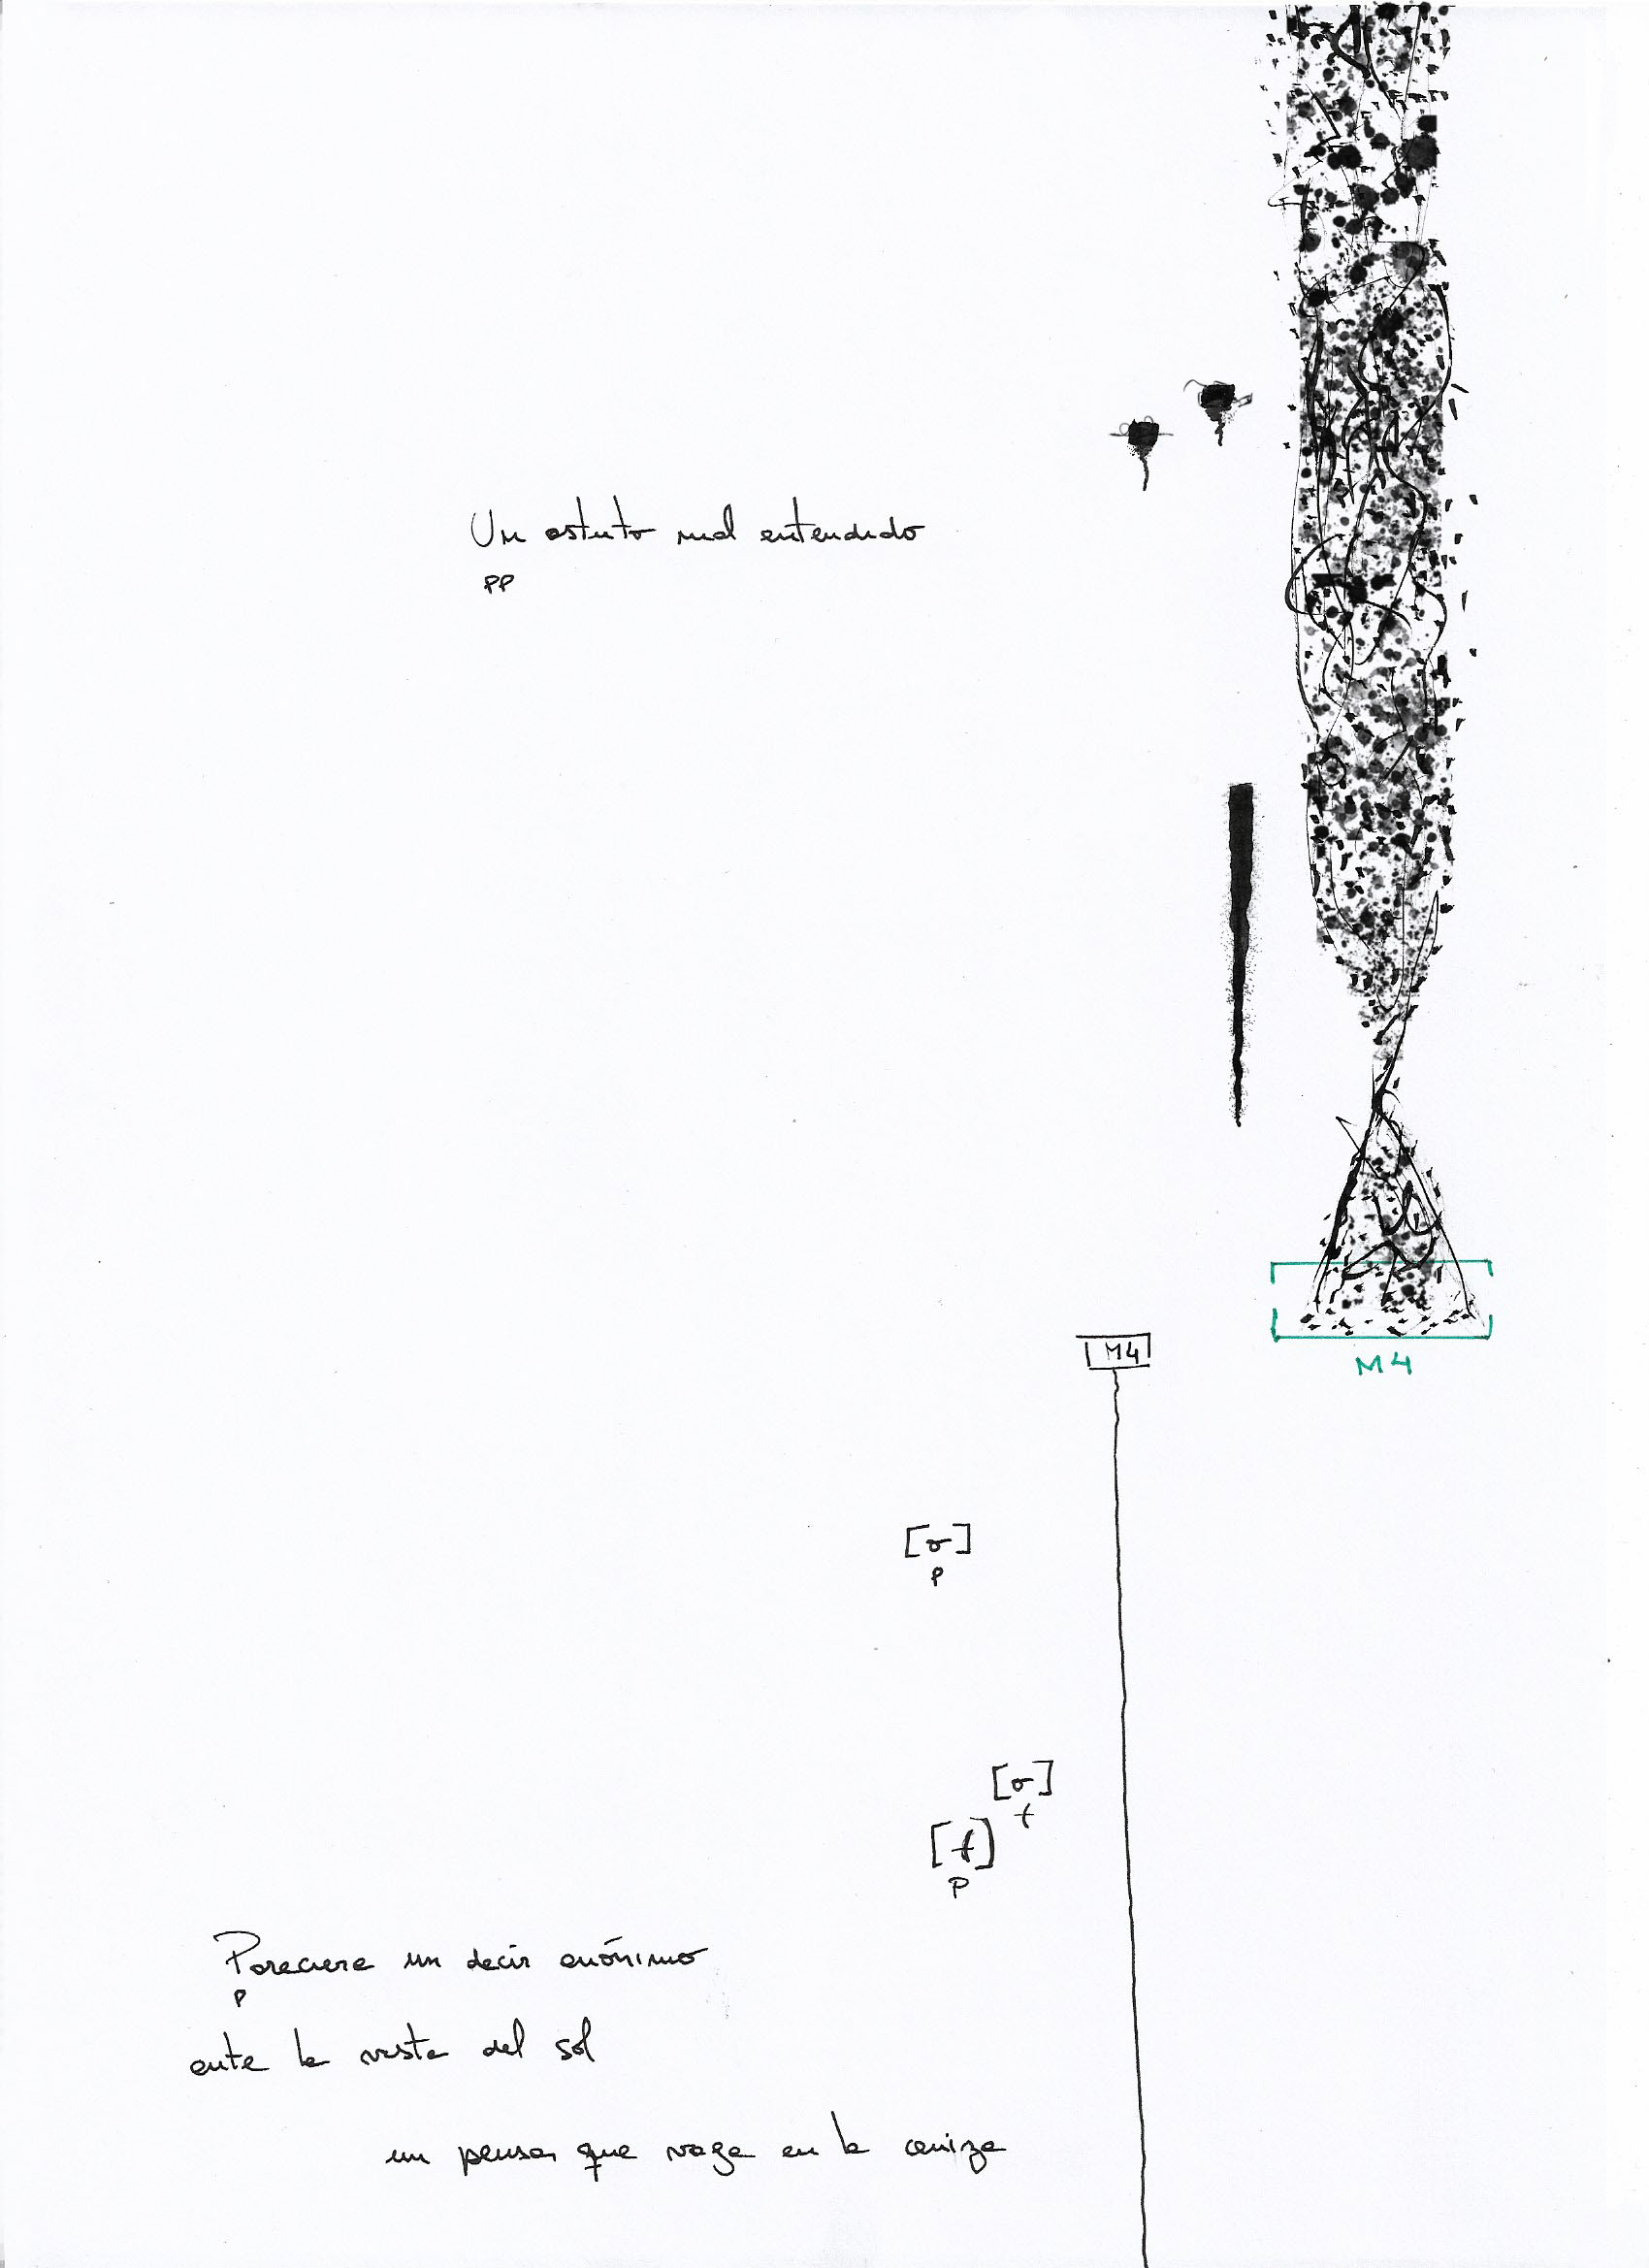 Un astuto mal entendido
PP
M4
M4
[o]
P
[o]
f
[f]
P
Pareciera un decir anónimo
P
ante la vista del sol
un pensar que vaga en la ceniza